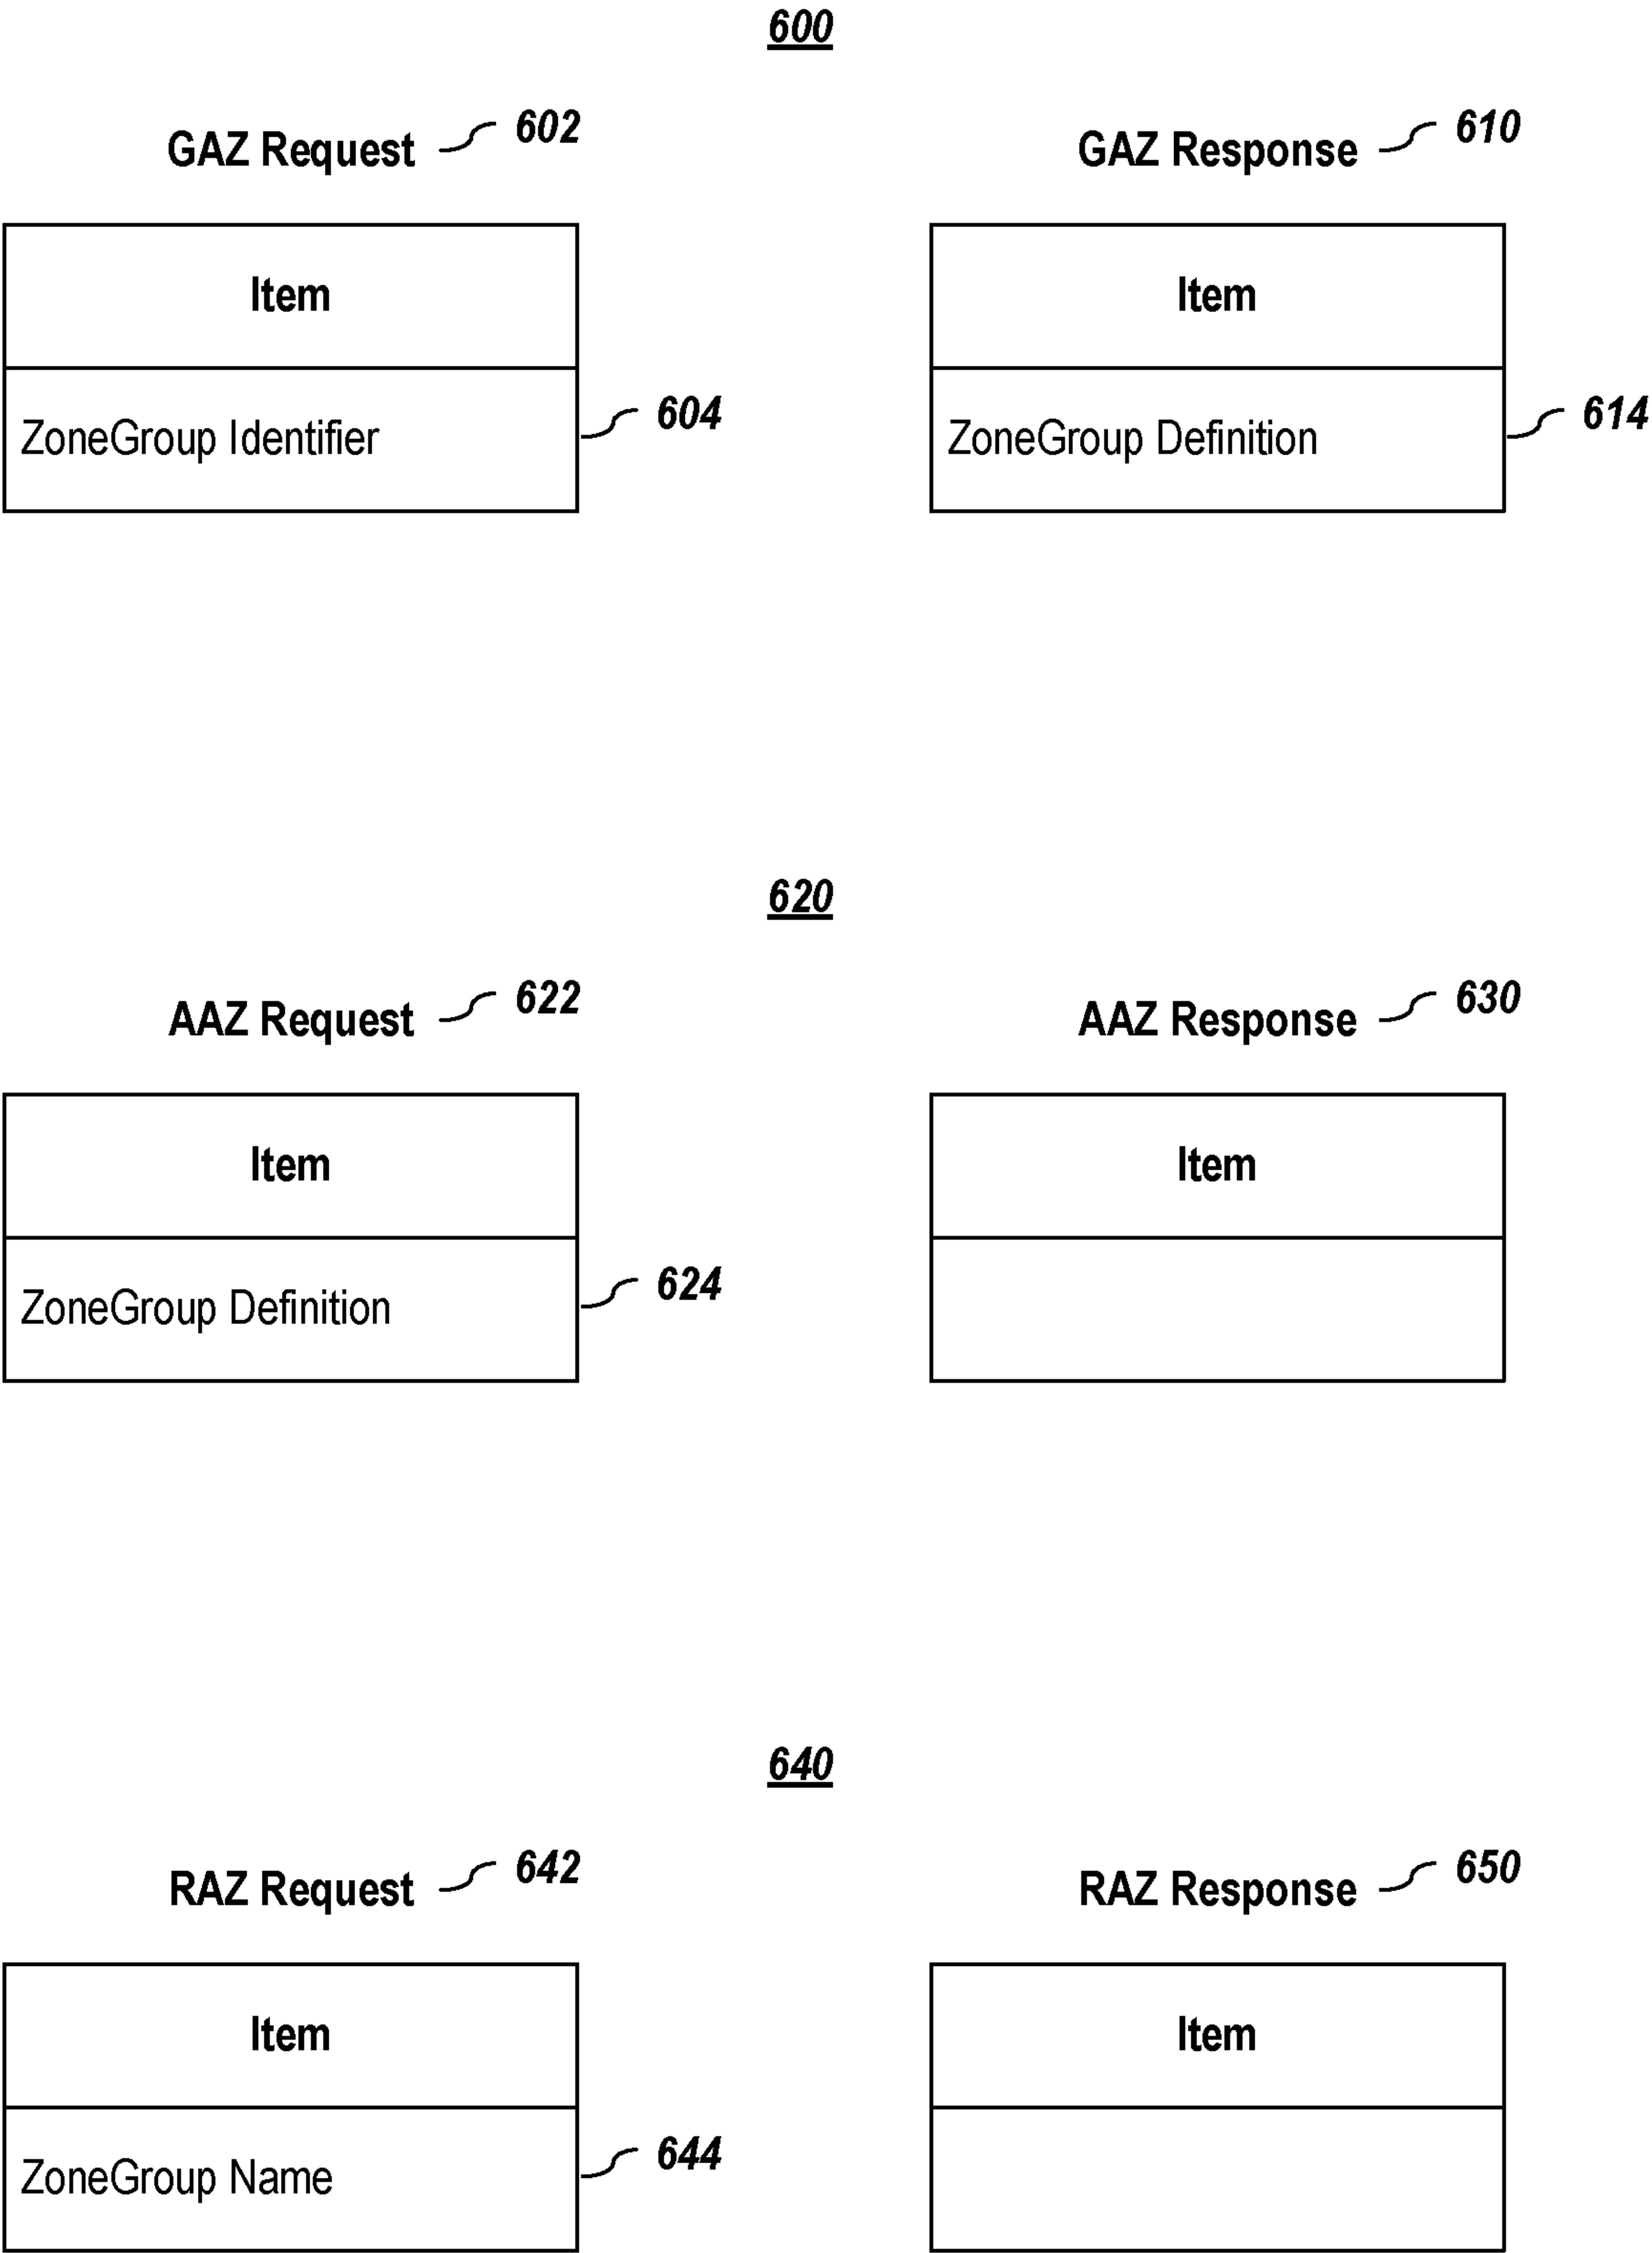 600
GAZ Request 602
GAZ Response 610
Item
Item
ZoneGroup Identifier 604
ZoneGroup Definition 614
620
AAZ Request 622
AAZ Response 630
Item
Item
ZoneGroup Definition 624
640
RAZ Request 642
RAZ Response 650
Item
Item
ZoneGroup Name 644